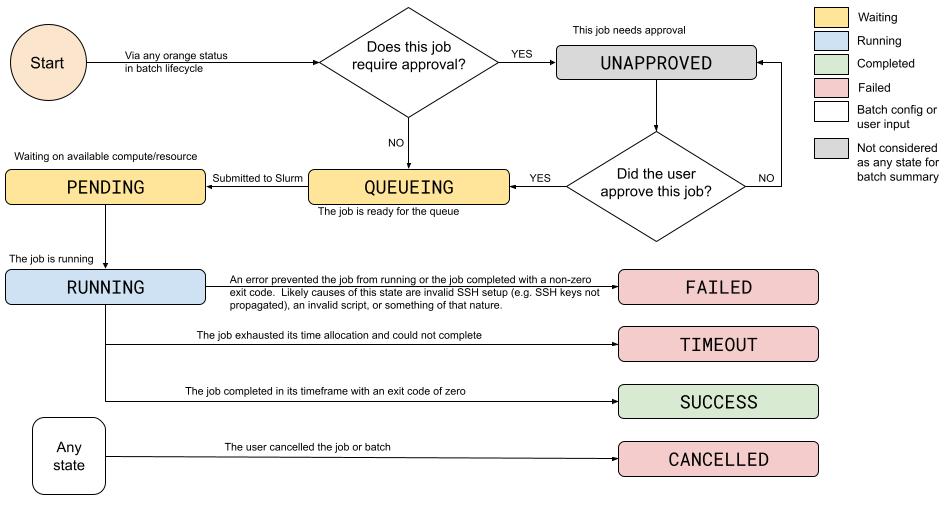 Start
Via any orange status
in batch lifecycle
Does this job
require approval?
YES
This job needs approval
UNAPPROVED
Waiting
Running
Completed
Failed
Batch config or
user input
Not considered
as any state for
batch summary
NO
Did the user
approve this job?
YES
NO
Waiting on available compute/resource
PENDING
Submitted to Slurm
QUEUEING
The job is ready for the queue
The job is running
RUNNING
An error prevented the job from running or the job completed with a non-zero
exit code. Likely causes of this state are invalid SSH setup (e.g. SSH keys not
propagated), an invalid script, or something of that nature.
FAILED
The job exhausted its time allocation and could not complete
TIMEOUT
The job completed in its timeframe with an exit code of zero
SUCCESS
Any
state
The user cancelled the job or batch
CANCELLED